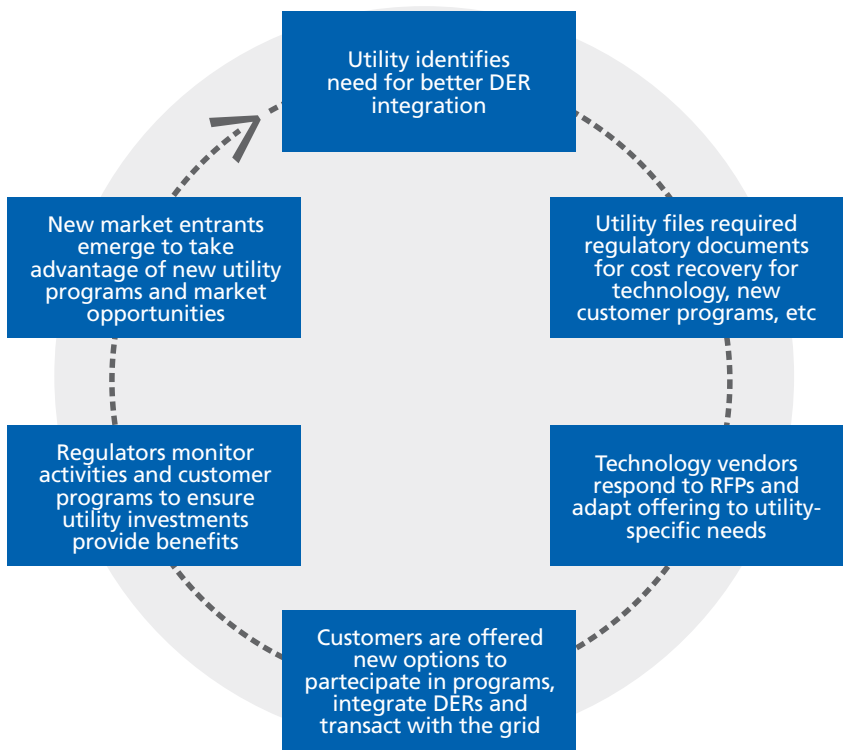 Utility identifies
need for better DER
integration
Utility files required
regulatory documents
for cost recovery for
technology, new
customer programs, etc
Technology vendors
respond to RFPs and
adapt offering to utility-
specific needs
Customers are offered
new options to
partecipate in programs,
integrate DERs and
transact with the grid
Regulators monitor
activities and customer
programs to ensure
utility investments
provide benefits
New market entrants
emerge to take
advantage of new utility
programs and market
opportunities